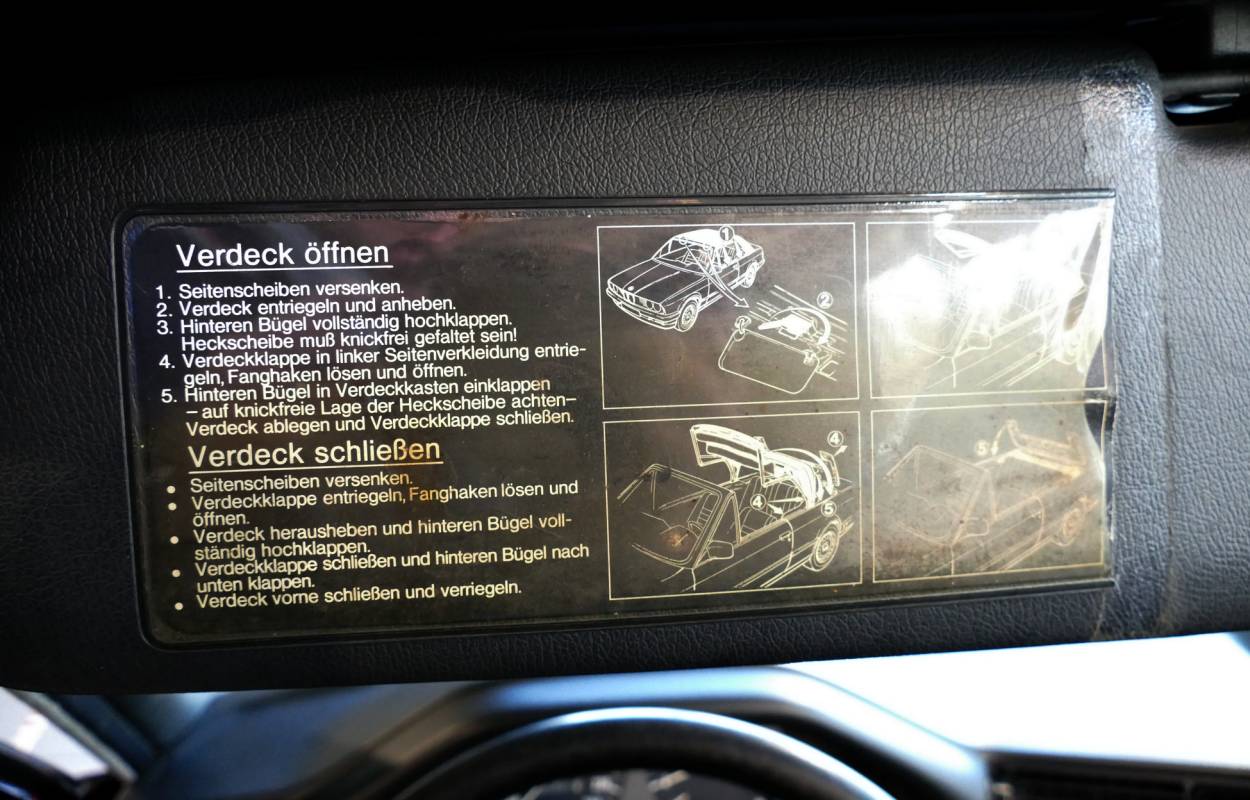 Verdeck öffnen
1. Seitenscheiben versenken.
2. Verdeck entriegeln und anheben.
3. Hinteren Bügel vollständig hochklappen.
Heckscheibe muß knickfrei gefaltet sein!
4. Verdeckklappe in linker Seitenverkleidung entrie-
geln, Fanghaken lösen und öffnen.
5. Hinteren Bügel in Verdeckkasten einklappen
– auf knickfreie Lage der Heckscheibe achten–
Verdeck ablegen und Verdeckklappe schließen.
Verdeck schließen
• Seitenscheiben versenken.
• Verdeckklappe entriegeln, Fanghaken lösen und
öffnen.
• Verdeck herausheben und hinteren Bügel voll-
ständig hochklappen.
• Verdeckklappe schließen und hinteren Bügel nach
unten klappen.
• Verdeck vorne schließen und verriegeln.
1
2
4
4
5
5